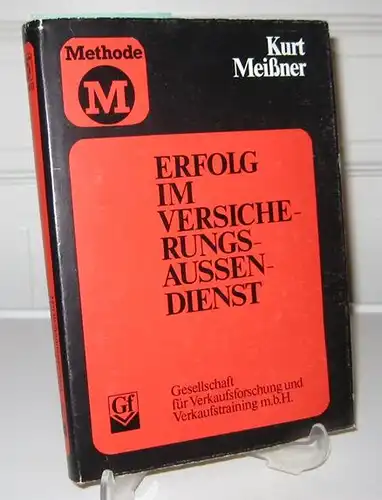 Methode
M
Kurt
Meißner
ERFOLG
IM
VERSICHE-
RUNGS-
AUSSEN-
DIENST
Gesellschaft
für Verkaufsforschung und
Verkaufstraining m.b.H.
Gf